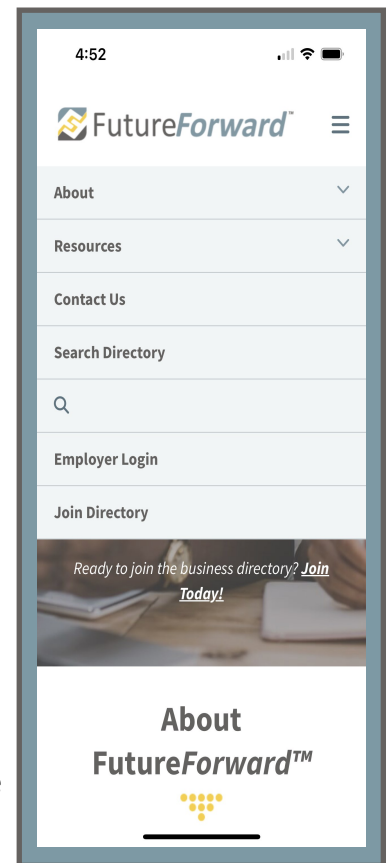 4:52
FutureForward™
About
Resources
Contact Us
Search Directory
Employer Login
Join Directory
Ready to join the business directory? Join
Today!
About
FutureForward™